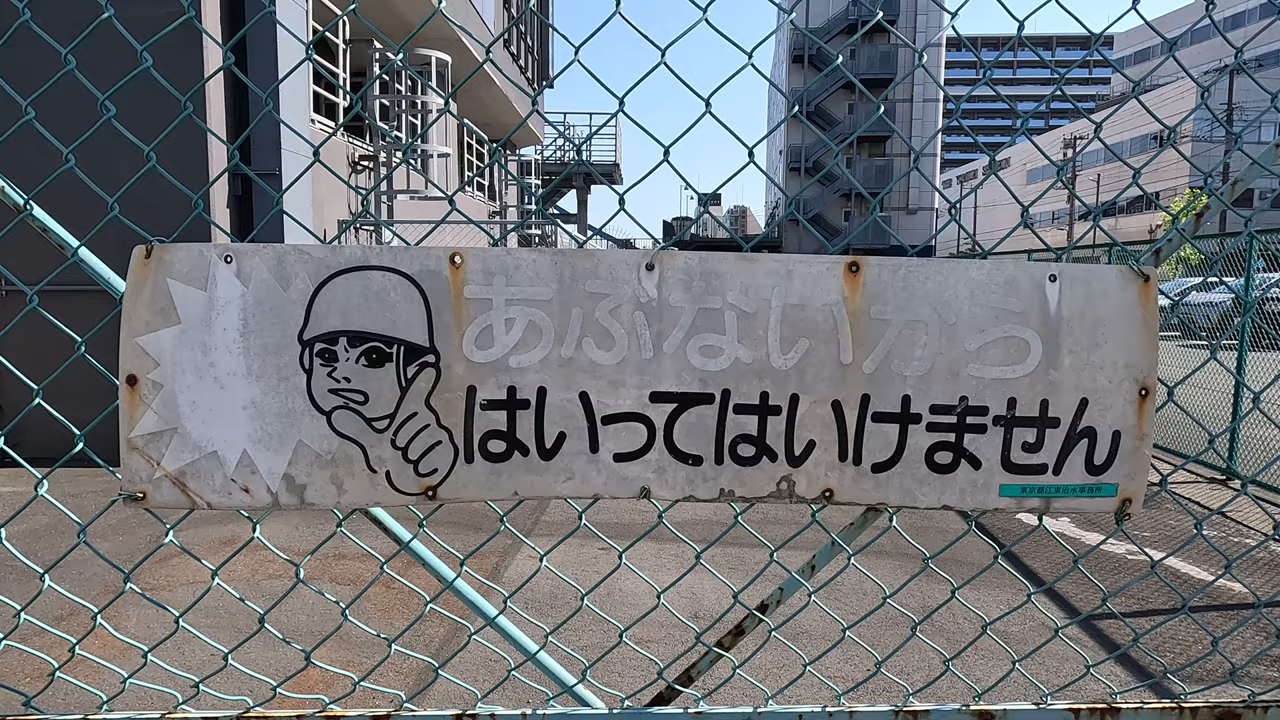 あぶないから
はいってはいけません
東京都江東治水事務所